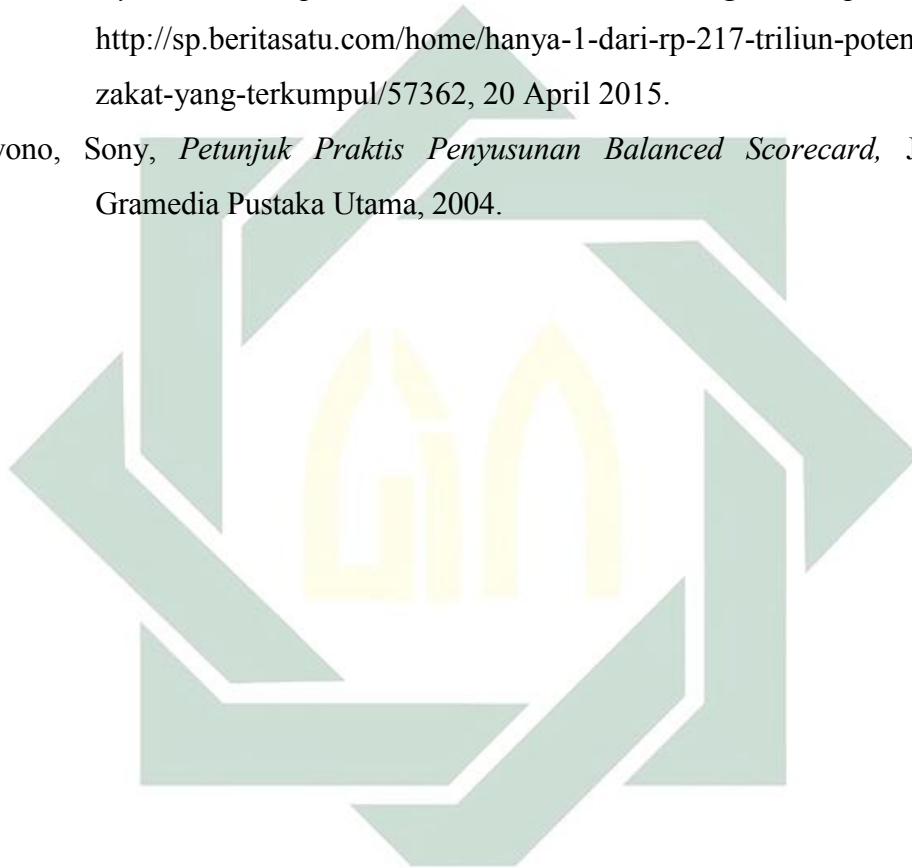 http://sp.beritasatu.com/home/hanya-1-dari-rp-217-triliun-poten
zakat-yang-terkumpul/57362, 20 April 2015.
yono, Sony, Petunjuk Praktis Penyusunan Balanced Scorecard, J
Gramedia Pustaka Utama, 2004.